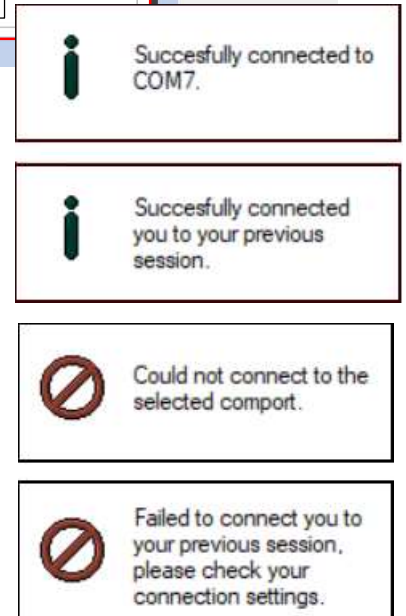 Succesfully connected to
COM7.
Succesfully connected
you to your previous
session.
Could not connect to the
selected comport.
Failed to connect you to
your previous session,
please check your
connection settings.